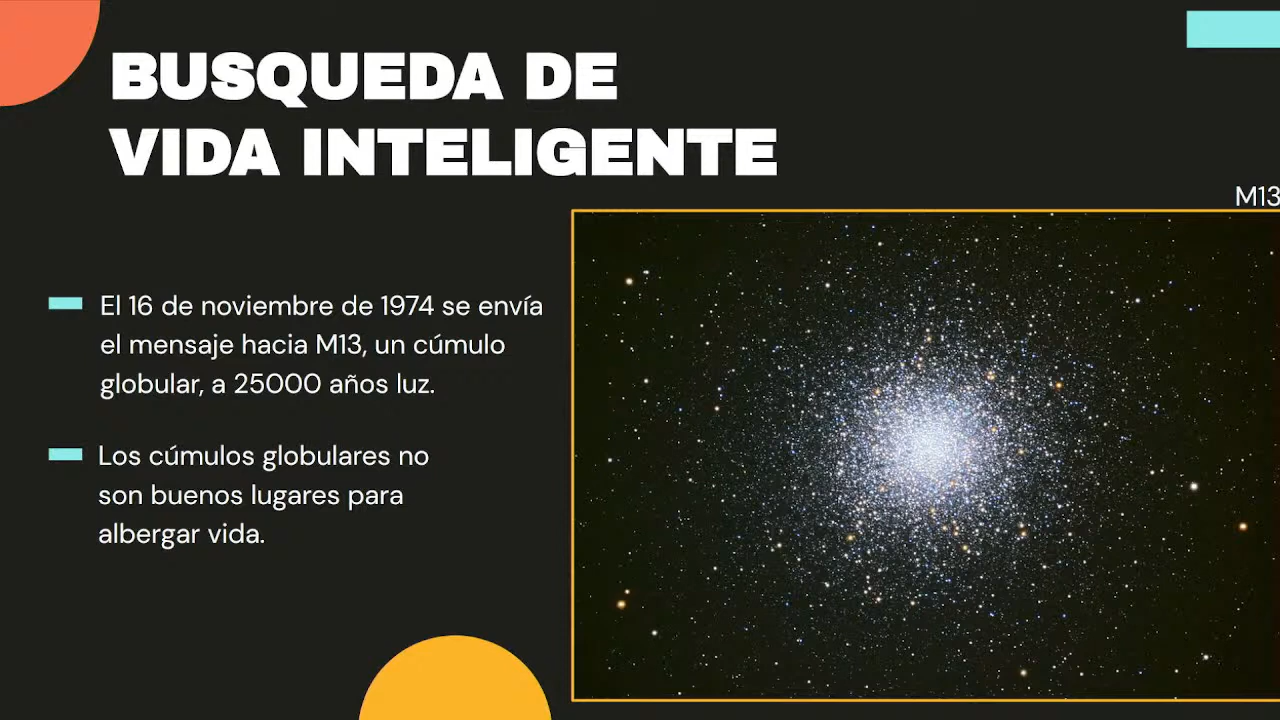 BUSQUEDA DE
VIDA INTELIGENTE
M13
El 16 de noviembre de 1974 se envía
el mensaje hacia M13, un cúmulo
globular, a 25000 años luz.
Los cúmulos globulares no
son buenos lugares para
albergar vida.